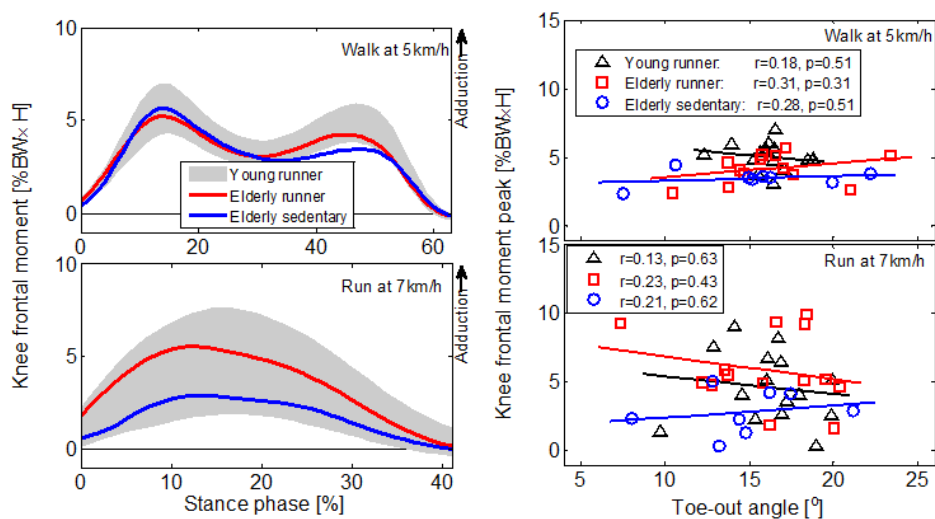 Knee frontal moment [%BW× H]
10
5
0
Walk at 5km/h
Adduction
Young runner
Elderly runner
Elderly sedentary
0
20
40
60
10
5
0
Run at 7km/h
Adduction
0
10
20
30
40
Stance phase [%]
Knee frontal moment peak [%BW×H]
15
10
5
0
Walk at 5km/h
Young runner: r=0.18, p=0.51
Elderly runner: r=0.31, p=0.31
Elderly sedentary: r=0.28, p=0.51
15
10
5
0
Run at 7km/h
r=0.13, p=0.63
r=0.23, p=0.43
r=0.21, p=0.62
5
10
15
20
25
Toe-out angle [º]